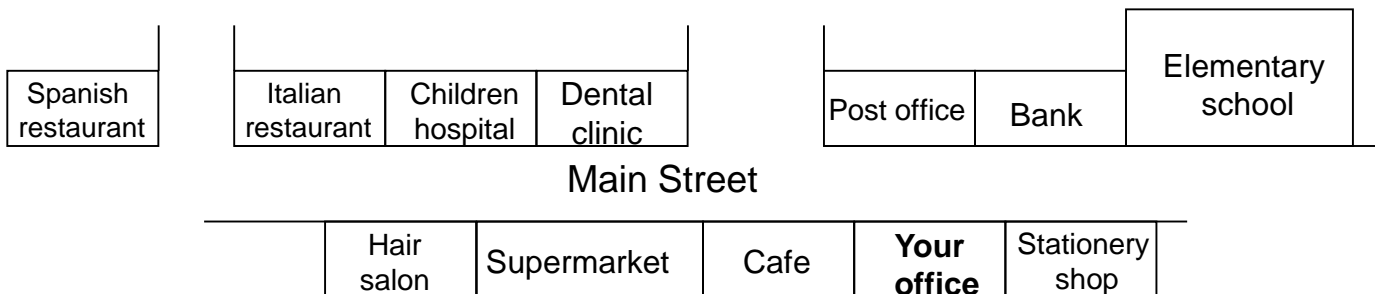 Spanish
restaurant
Italian
restaurant
Children
hospital
Dental
clinic
Post office
Bank
Elementary
school
Main Street
Hair
salon
Supermarket
Cafe
Your
office
Stationery
shop